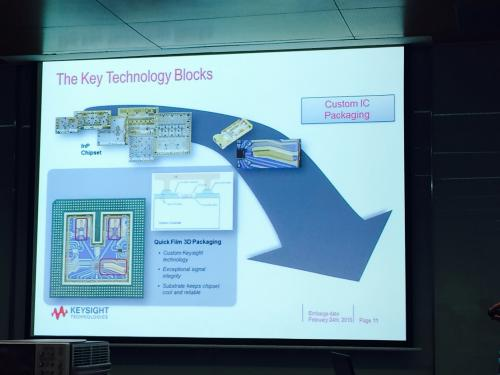 The Key Technology Blocks
Custom IC
Packaging
InP
Chipset
Quick Film 3D Packaging
• Custom Keysight
technology
• Exceptional signal
integrity
• Substrate keeps chipset
cool and reliable
KEYSIGHT
TECHNOLOGIES
Embargo date
February 24th, 2015
Page 11